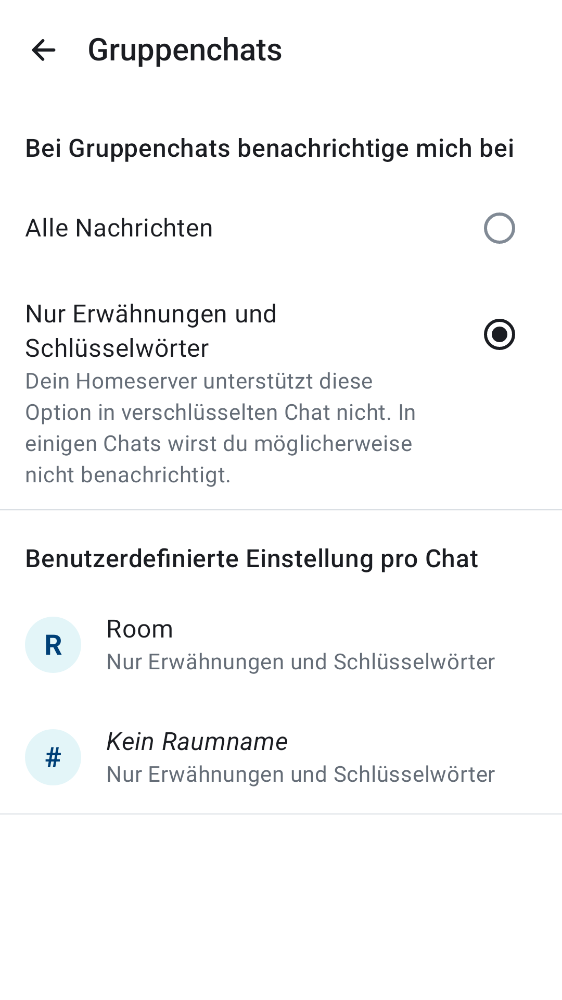 Gruppenchats
Bei Gruppenchats benachrichtige mich bei
Alle Nachrichten
Nur Erwähnungen und
Schlüsselwörter
Dein Homeserver unterstützt diese
Option in verschlüsselten Chat nicht. In
einigen Chats wirst du möglicherweise
nicht benachrichtigt.
Benutzerdefinierte Einstellung pro Chat
R
Room
Nur Erwähnungen und Schlüsselwörter
#
Kein Raumname
Nur Erwähnungen und Schlüsselwörter